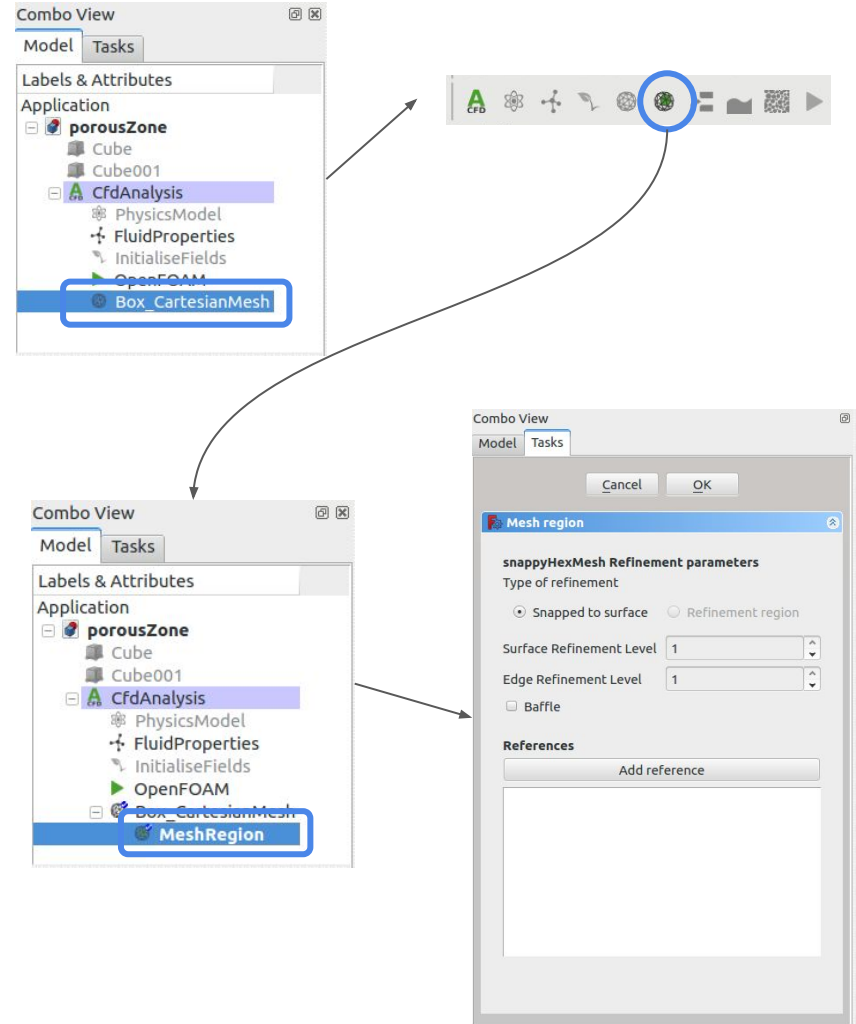 Combo View
Model Tasks
Labels & Attributes
Application
porousZone
Cube
Cube001
CfdAnalysis
PhysicsModel
FluidProperties
InitialiseFields
OpenFOAM
Box_CartesianMesh
A CFD
Combo View
Model Tasks
Cancel OK
Mesh region
snappyHexMesh Refinement parameters
Type of refinement
Snapped to surface Refinement region
Surface Refinement Level 1
Edge Refinement Level 1
Baffle
References
Add reference
Combo View
Model Tasks
Labels & Attributes
Application
porousZone
Cube
Cube001
CfdAnalysis
PhysicsModel
FluidProperties
InitialiseFields
OpenFOAM
Box_CartesianMesh
MeshRegion